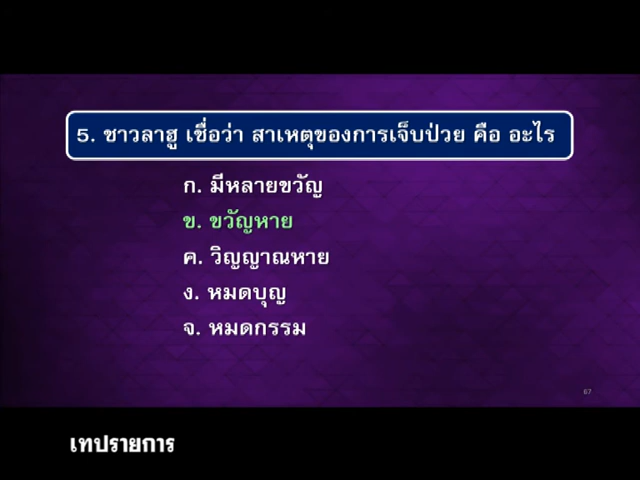 5. ชาวลาฮู เชื่อว่า สาเหตุของการเจ็บป่วย คือ อะไร
ก. มีหลายขวัญ
ข. ขวัญหาย
ค. วิญญาณหาย
ง. หมดบุญ
จ. หมดกรรม
67
เทปรายการ